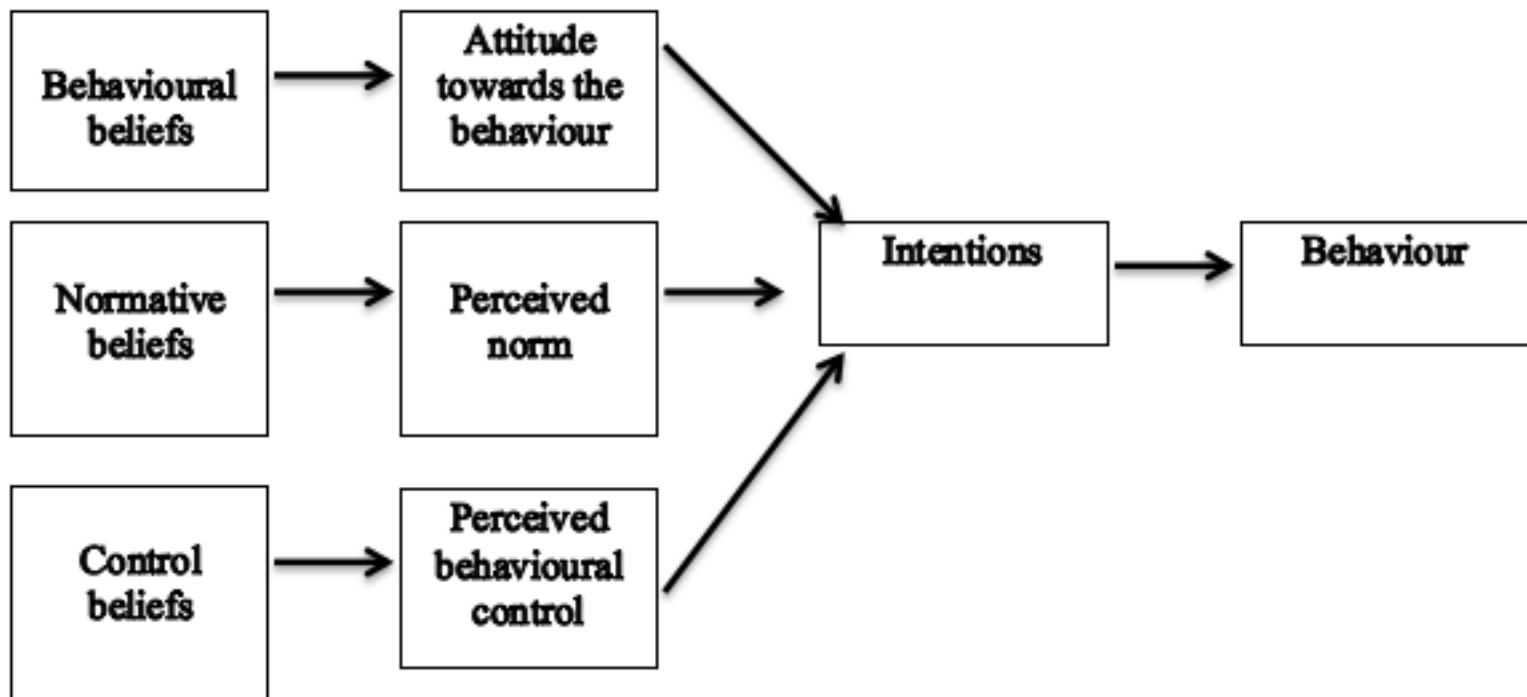 Behavioural
beliefs
Attitude
towards the
behaviour
Normative
beliefs
Perceived
norm
Intentions
Behaviour
Control
beliefs
Perceived
behavioural
control